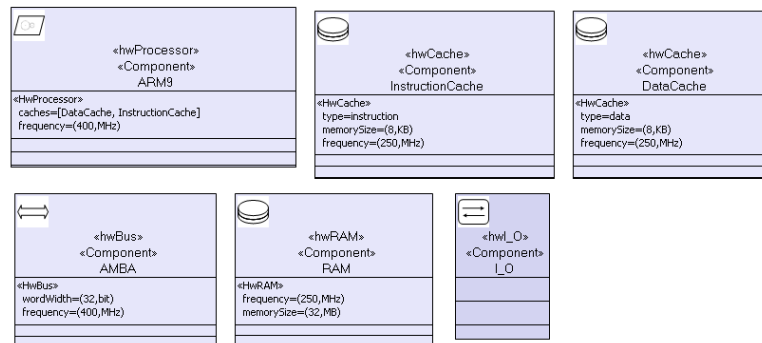 «hwProcessor»
«Component»
ARM9
«HwProcessor»
caches=[DataCache, InstructionCache]
frequency=(400,MHz)
«hwCache»
«Component»
InstructionCache
«HwCache»
type=instruction
memorySize=(8,KB)
frequency=(250,MHz)
«hwCache»
«Component»
DataCache
«HwCache»
type=data
memorySize=(8,KB)
frequency=(250,MHz)
«hwBus»
«Component»
AMBA
«HwBus»
wordWidth=(32,bit)
frequency=(400,MHz)
«hwRAM»
«Component»
RAM
«HwRAM»
frequency=(250,MHz)
memorySize=(32,MB)
«hwI_O»
«Component»
I_O